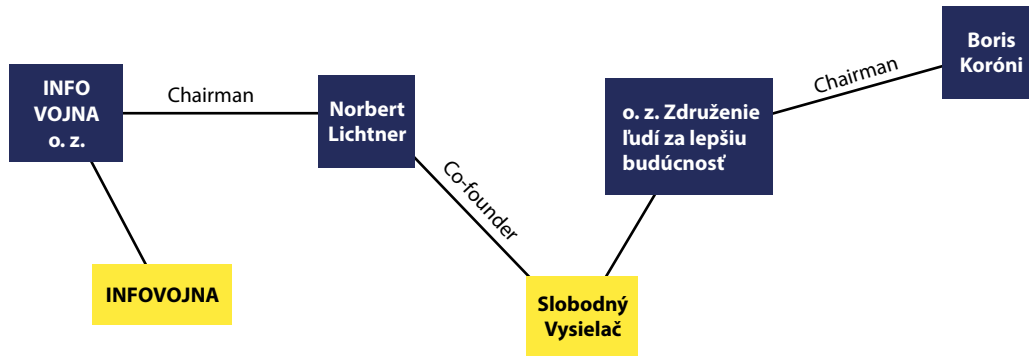 INFO
VOJNA
o. z.
Chairman
Norbert
Lichtner
Co-founder
o. z. Združenie
ľudí za lepšiu
budúcnosť
Chairman
Boris
Koróni
INFOVOJNA
Slobodný
Vysielač